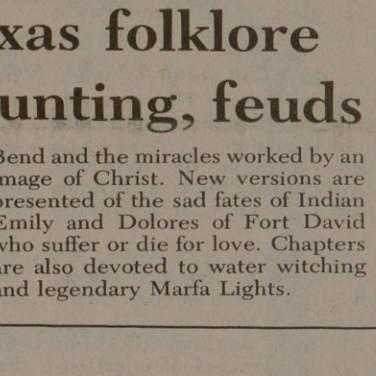 xas folklore
unting, feuds
Bend and the miracles worked by an
mage of Christ. New versions are
presented of the sad fates of Indian
Emily and Dolores of Fort David
who suffer or die for love. Chapters
are also devoted to water witching
and legendary Marfa Lights.